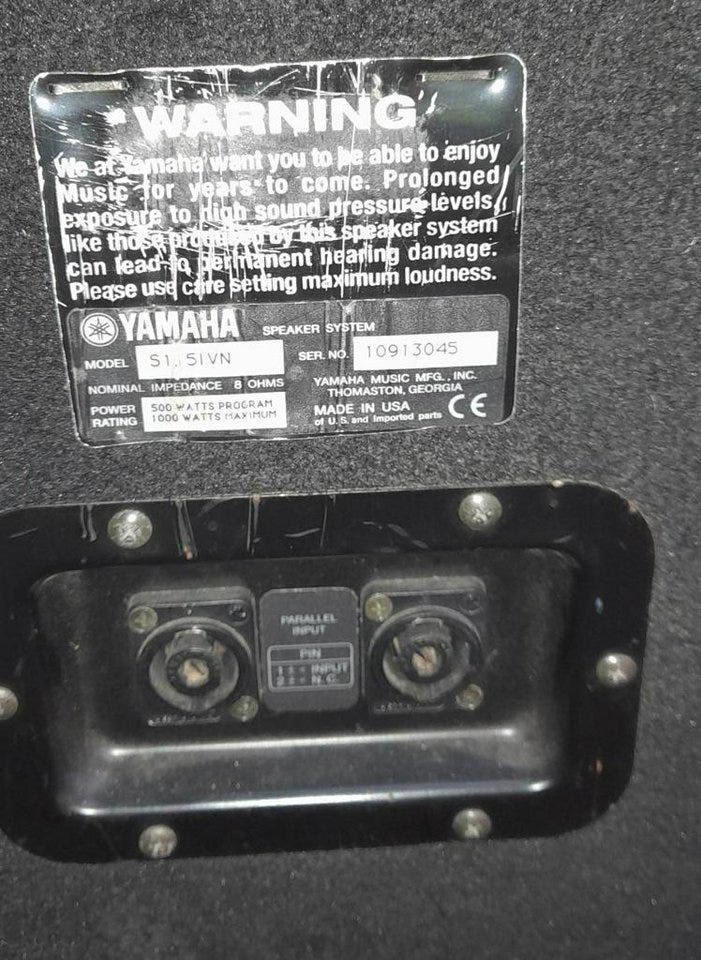 WARNING
We at Yamaha want you to be able to enjoy
Music for years to come. Prolonged
exposure to high sound pressure levels,
like those produced by this speaker system
can lead to permanent hearing damage.
Please use care setting maximum loudness.
YAMAHA SPEAKER SYSTEM
MODEL S115IVN SER. NO. 10913045
NOMINAL IMPEDANCE 8 OHMS
YAMAHA MUSIC MFG., INC.
THOMASTON, GEORGIA
POWER RATING 500 WATTS PROGRAM
1000 WATTS MAXIMUM
MADE IN USA
of U.S. and Imported parts CE
PARALLEL
INPUT
PIN
1 ± = INPUT
2 ± = N.C.